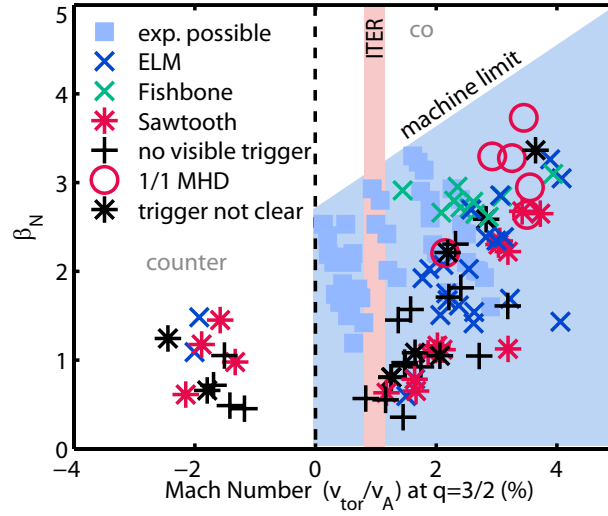 5
4
3
2
1
0
β_N
exp. possible
ELM
Fishbone
Sawtooth
no visible trigger
1/1 MHD
trigger not clear
counter
ITER
co
machine limit
−4
−2
0
2
4
Mach Number (v_tor/v_A) at q=3/2 (%)